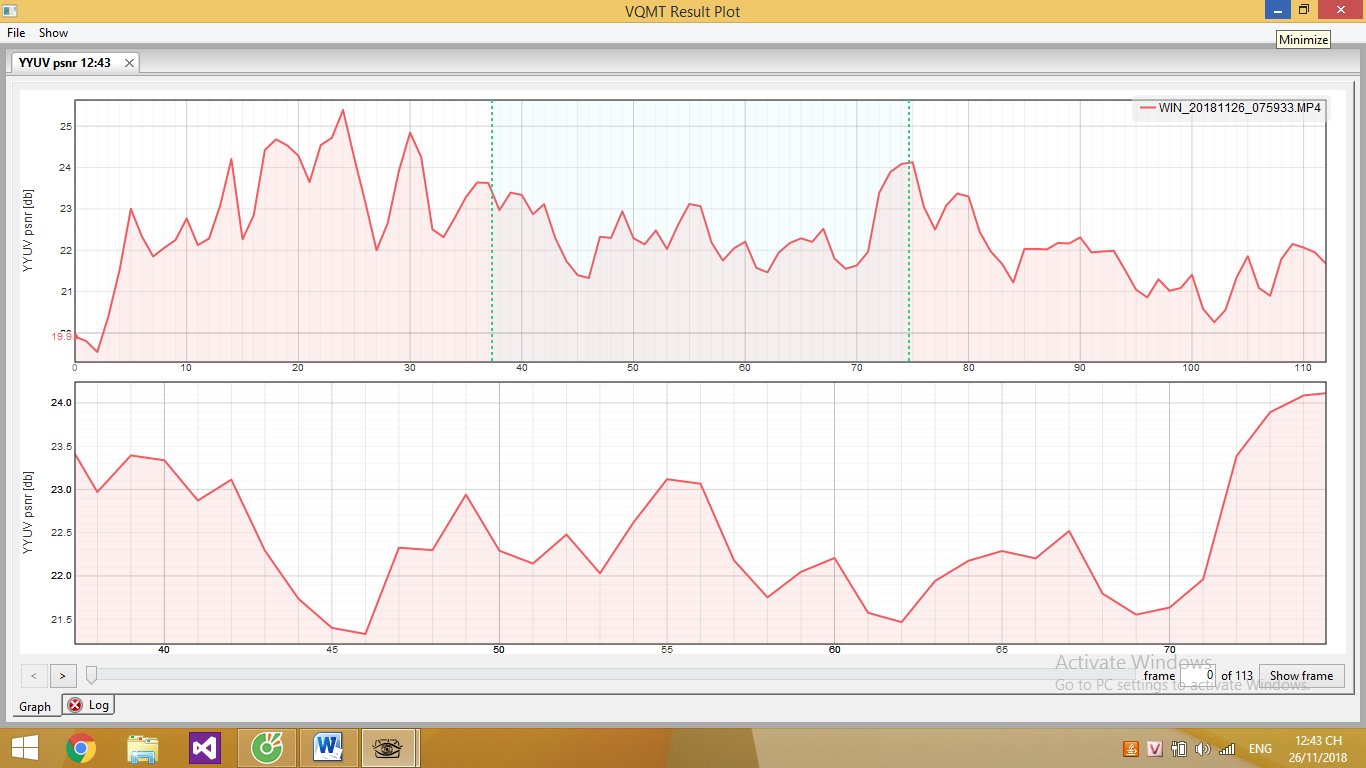 VQMT Result Plot
File Show
Minimize
YYUV psnr 12:43
WIN_20181126_075933.MP4
YYUV psnr [db]
25
24
23
22
21
20
19.9
0 10 20 30 40 50 60 70 80 90 100 110
YYUV psnr [db]
24.0
23.5
23.0
22.5
22.0
21.5
40 45 50 55 60 65 70
Activate Windows
Go to PC settings to activate Windows.
< > frame 0 of 113 Show frame
Graph Log
ENG
12:43 CH
26/11/2018